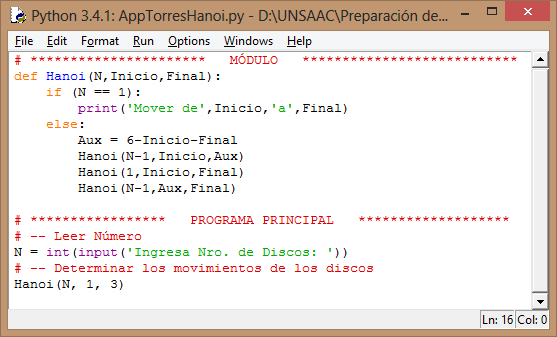 Python 3.4.1: AppTorresHanoi.py - D:\UNSAAC\Preparación de...
File Edit Format Run Options Windows Help
# ********************** MÓDULO ***************************
def Hanoi(N,Inicio,Final):
    if (N == 1):
        print('Mover de',Inicio,'a',Final)
    else:
        Aux = 6-Inicio-Final
        Hanoi(N-1,Inicio,Aux)
        Hanoi(1,Inicio,Final)
        Hanoi(N-1,Aux,Final)
# ***************** PROGRAMA PRINCIPAL *******************
# -- Leer Número
N = int(input('Ingresa Nro. de Discos: '))
# -- Determinar los movimientos de los discos
Hanoi(N, 1, 3)
Ln: 16 Col: 0